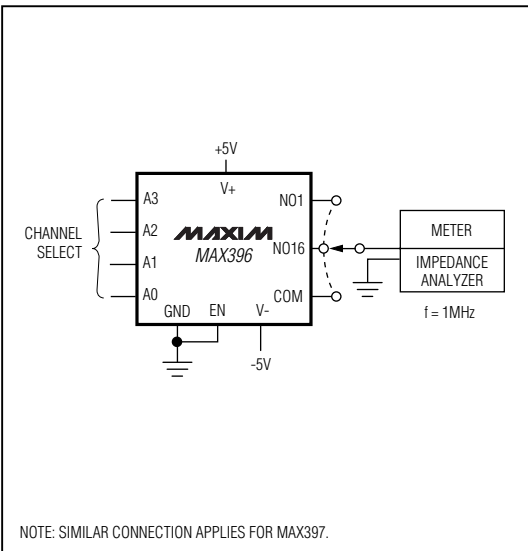 +5V
V+
A3
A2
A1
A0
CHANNEL
SELECT
MAXIM
MAX396
NO1
NO16
COM
GND
EN
V-
-5V
METER
IMPEDANCE
ANALYZER
f = 1MHz
NOTE: SIMILAR CONNECTION APPLIES FOR MAX397.